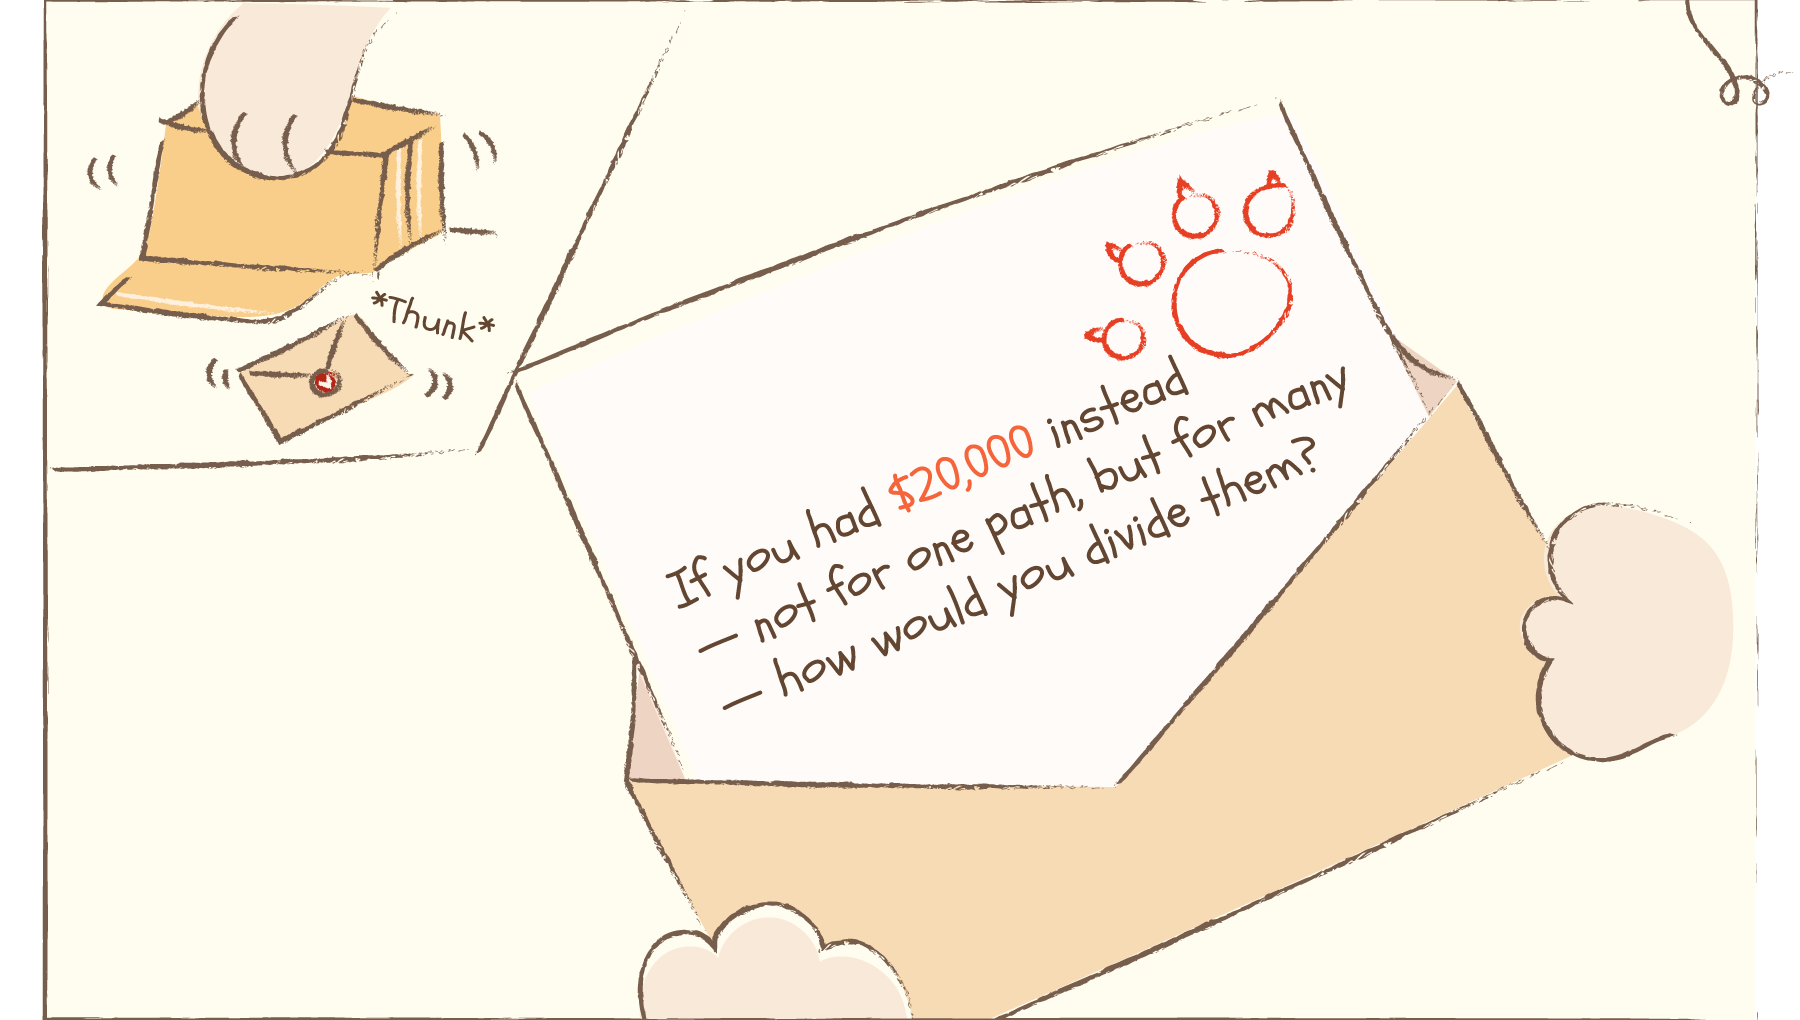 *Thunk*
If you had $20,000 instead
— not for one path, but for many
— how would you divide them?